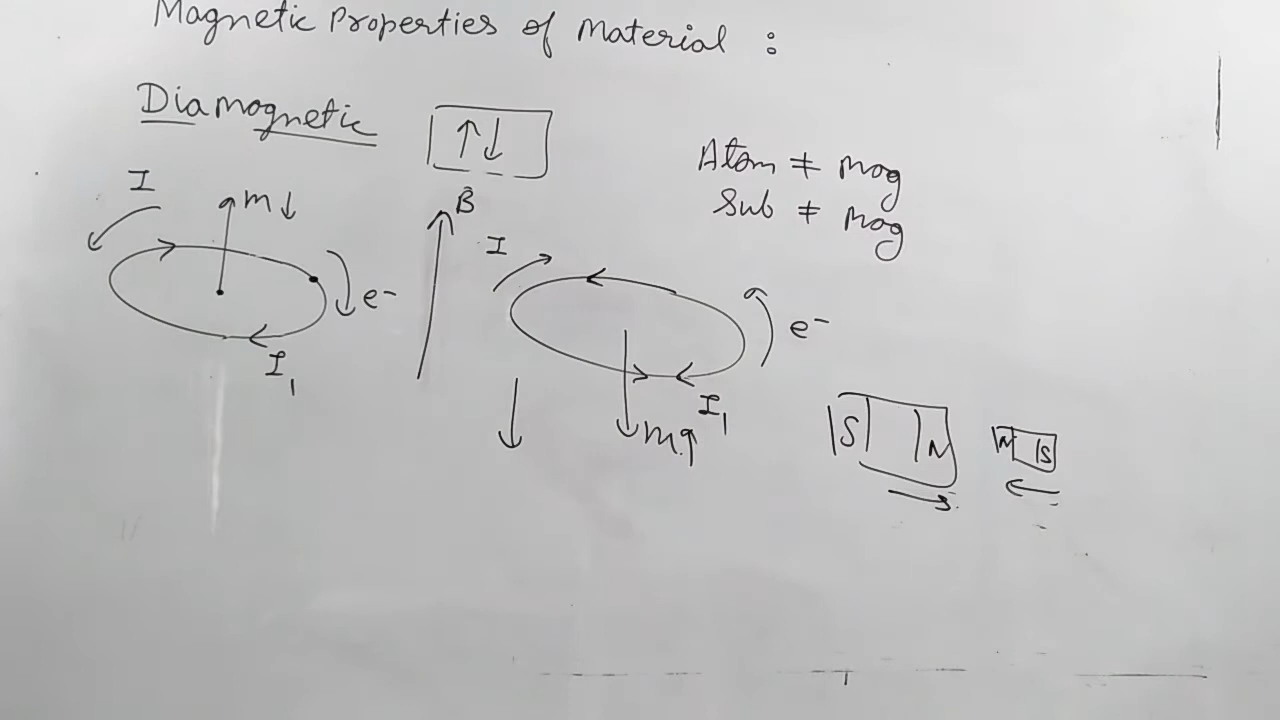 Magnetic Properties of Material :
Diamagnetic
↑↓
Atom ≠ mag
Sub ≠ mag
I
m↓
B
I
e-
e-
I1
I1
m↑
S N
N S